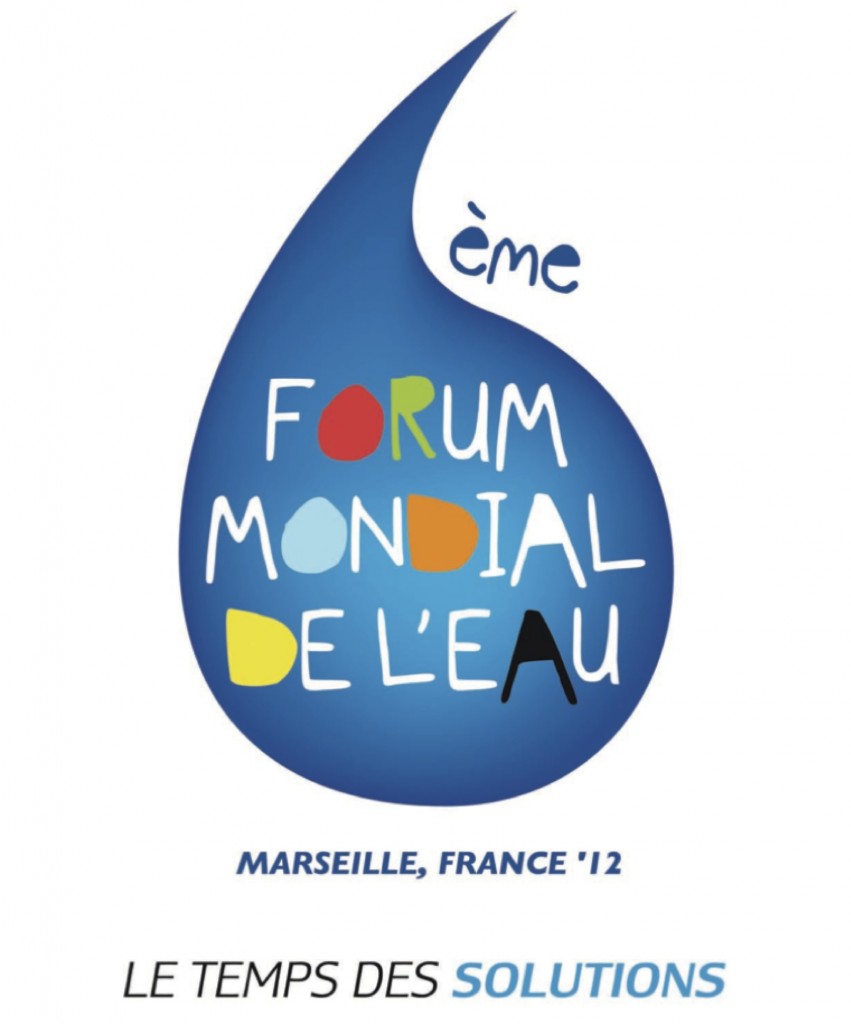 ème
FORUM
MONDIAL
DE L'EAU
MARSEILLE, FRANCE '12
LE TEMPS DES SOLUTIONS